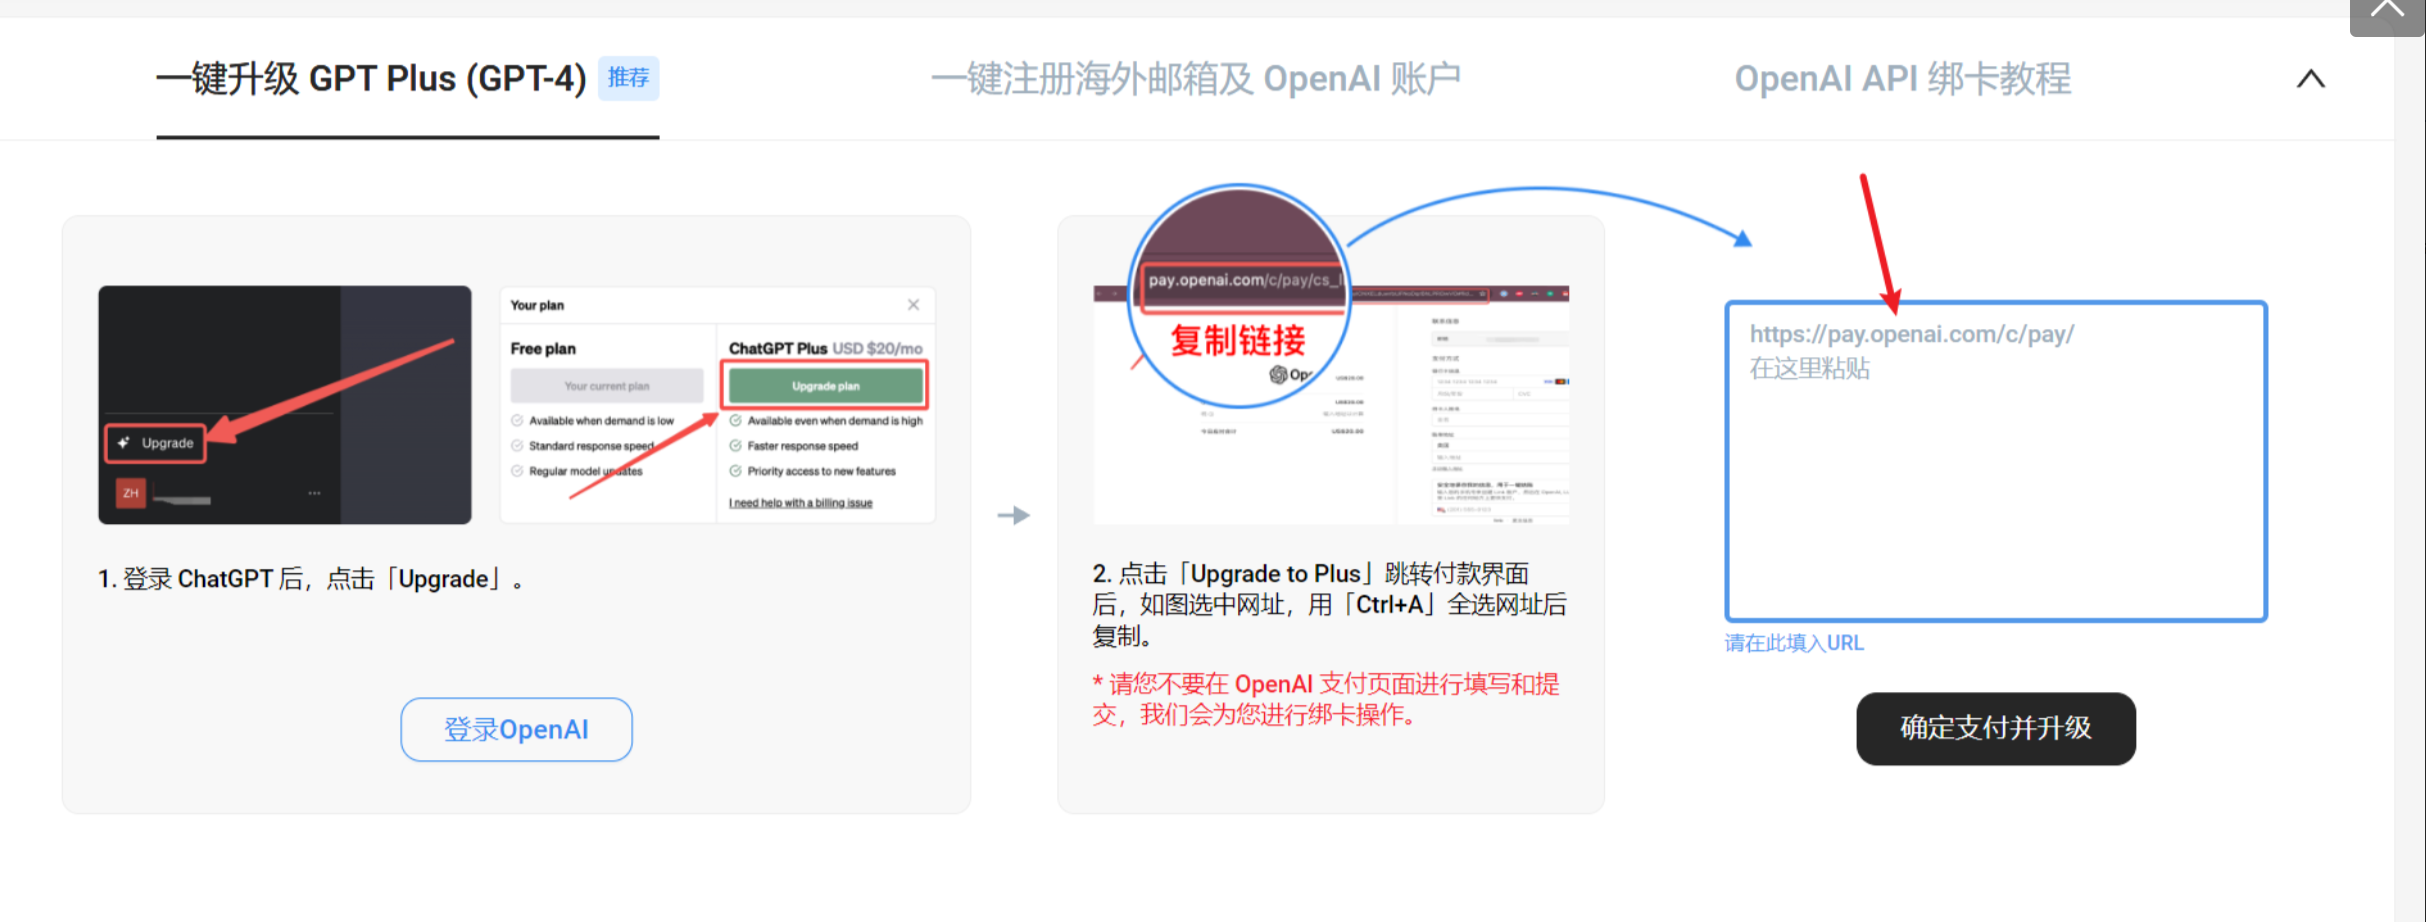 一键升级 GPT Plus (GPT-4) 推荐
一键注册海外邮箱及 OpenAI 账户
OpenAI API 绑卡教程
Upgrade
ZH
Your plan
Free plan
Your current plan
Available when demand is low
Standard response speed
Regular model updates
ChatGPT Plus USD $20/mo
Upgrade plan
Available even when demand is high
Faster response speed
Priority access to new features
I need help with a billing issue
1. 登录 ChatGPT 后，点击「Upgrade」。
登录OpenAI
pay.openai.com/c/pay/cs_
复制链接
2. 点击「Upgrade to Plus」跳转付款界面
后，如图选中网址，用「Ctrl+A」全选网址后
复制。
* 请您不要在 OpenAI 支付页面进行填写和提
交，我们会为您进行绑卡操作。
https://pay.openai.com/c/pay/
在这里粘贴
请在此填入URL
确定支付并升级